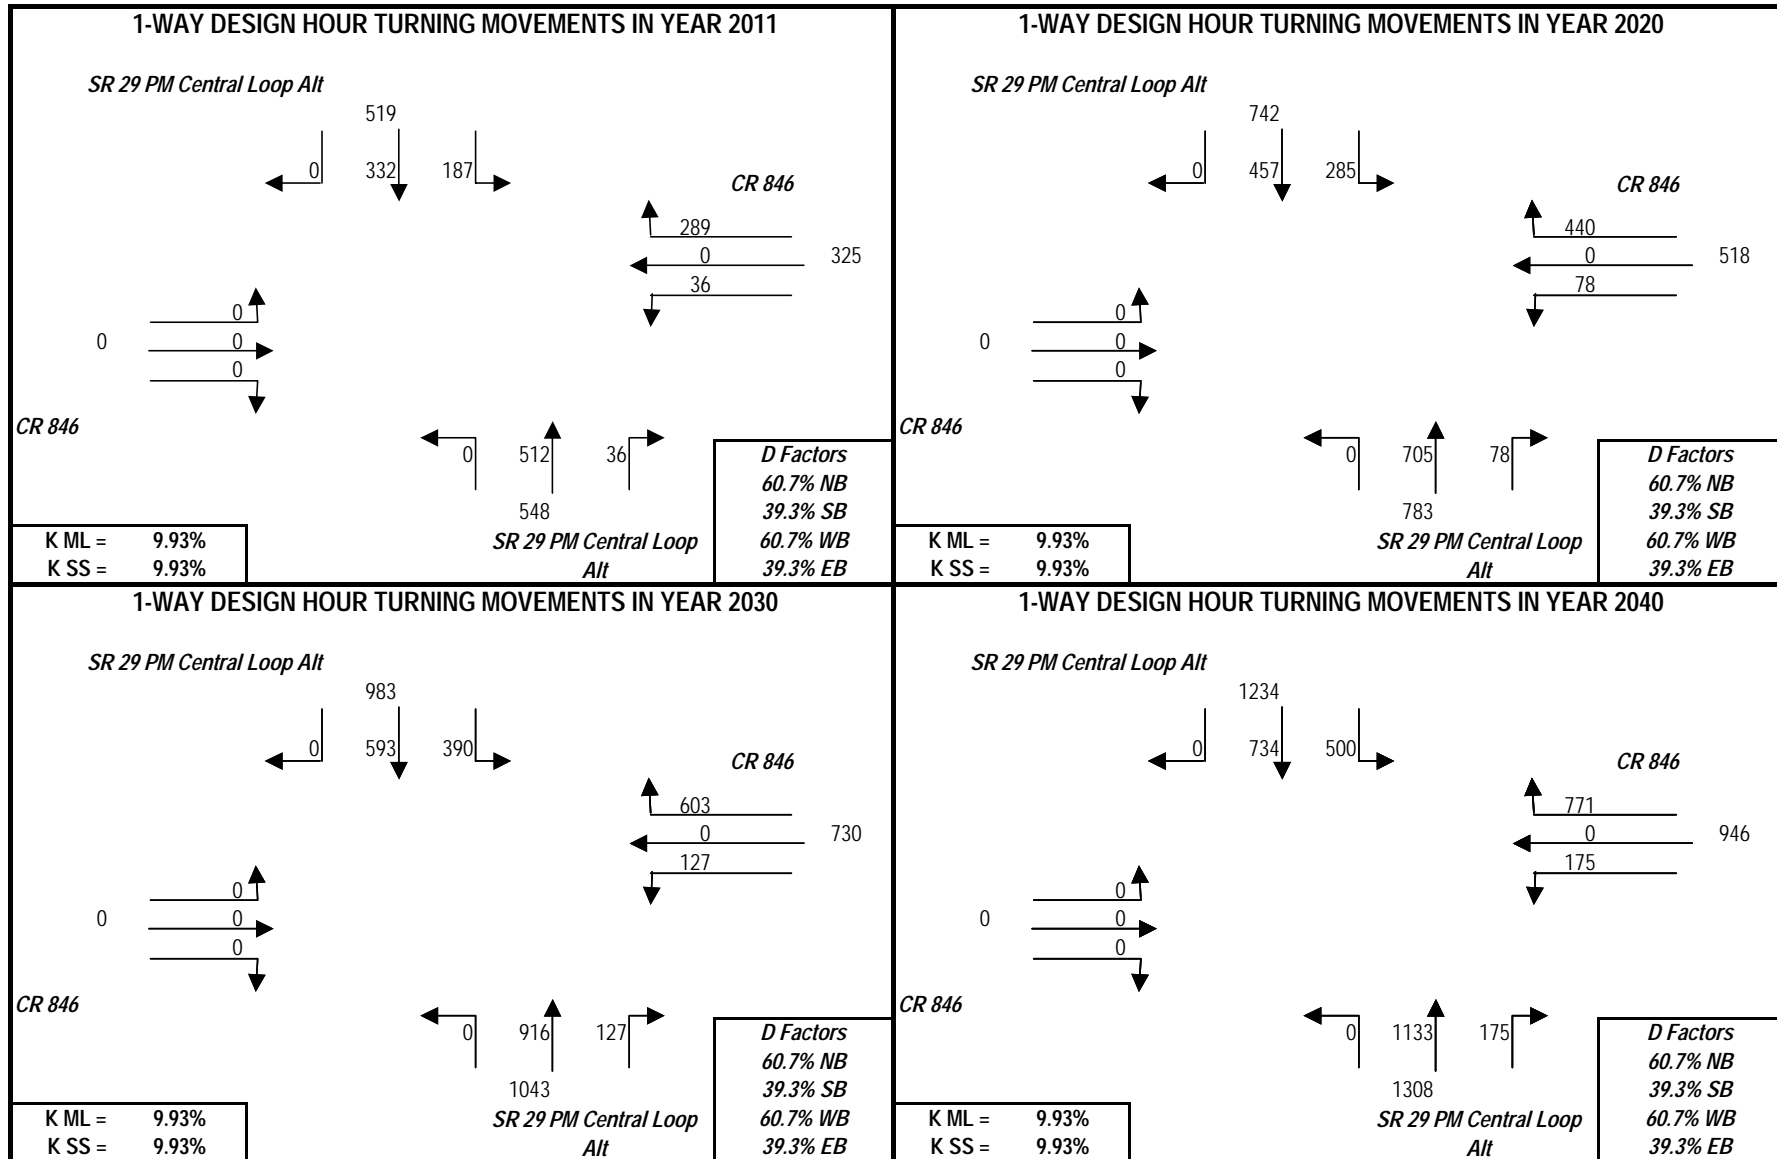 1-WAY DESIGN HOUR TURNING MOVEMENTS IN YEAR 2011
SR 29 PM Central Loop Alt
519
0 332 187
CR 846
289
0 325
36
0
0 0
0
CR 846
0 512 36
548
SR 29 PM Central Loop
Alt
D Factors
60.7% NB
39.3% SB
60.7% WB
39.3% EB
K ML = 9.93%
K SS = 9.93%
1-WAY DESIGN HOUR TURNING MOVEMENTS IN YEAR 2020
SR 29 PM Central Loop Alt
742
0 457 285
CR 846
440
0 518
78
0
0 0
0
CR 846
0 705 78
783
SR 29 PM Central Loop
Alt
D Factors
60.7% NB
39.3% SB
60.7% WB
39.3% EB
K ML = 9.93%
K SS = 9.93%
1-WAY DESIGN HOUR TURNING MOVEMENTS IN YEAR 2030
SR 29 PM Central Loop Alt
983
0 593 390
CR 846
603
0 730
127
0
0 0
0
CR 846
0 916 127
1043
SR 29 PM Central Loop
Alt
D Factors
60.7% NB
39.3% SB
60.7% WB
39.3% EB
K ML = 9.93%
K SS = 9.93%
1-WAY DESIGN HOUR TURNING MOVEMENTS IN YEAR 2040
SR 29 PM Central Loop Alt
1234
0 734 500
CR 846
771
0 946
175
0
0 0
0
CR 846
0 1133 175
1308
SR 29 PM Central Loop
Alt
D Factors
60.7% NB
39.3% SB
60.7% WB
39.3% EB
K ML = 9.93%
K SS = 9.93%